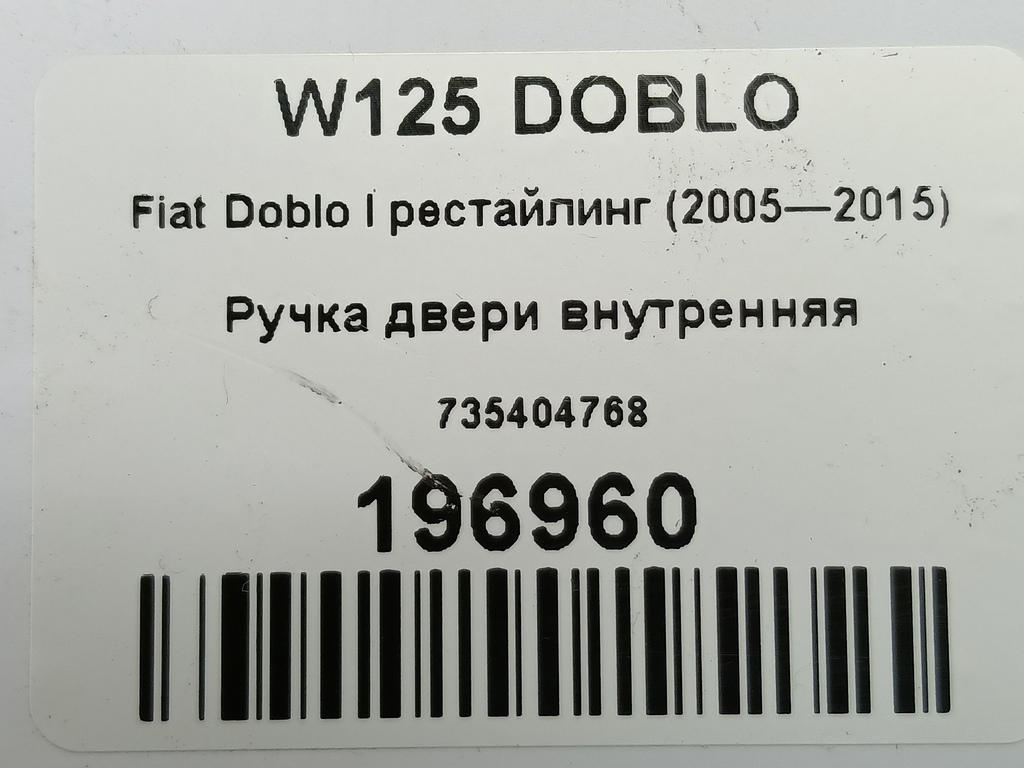 W125 DOBLO
Fiat Doblo I рестайлинг (2005—2015)
Ручка двери внутренняя
735404768
196960